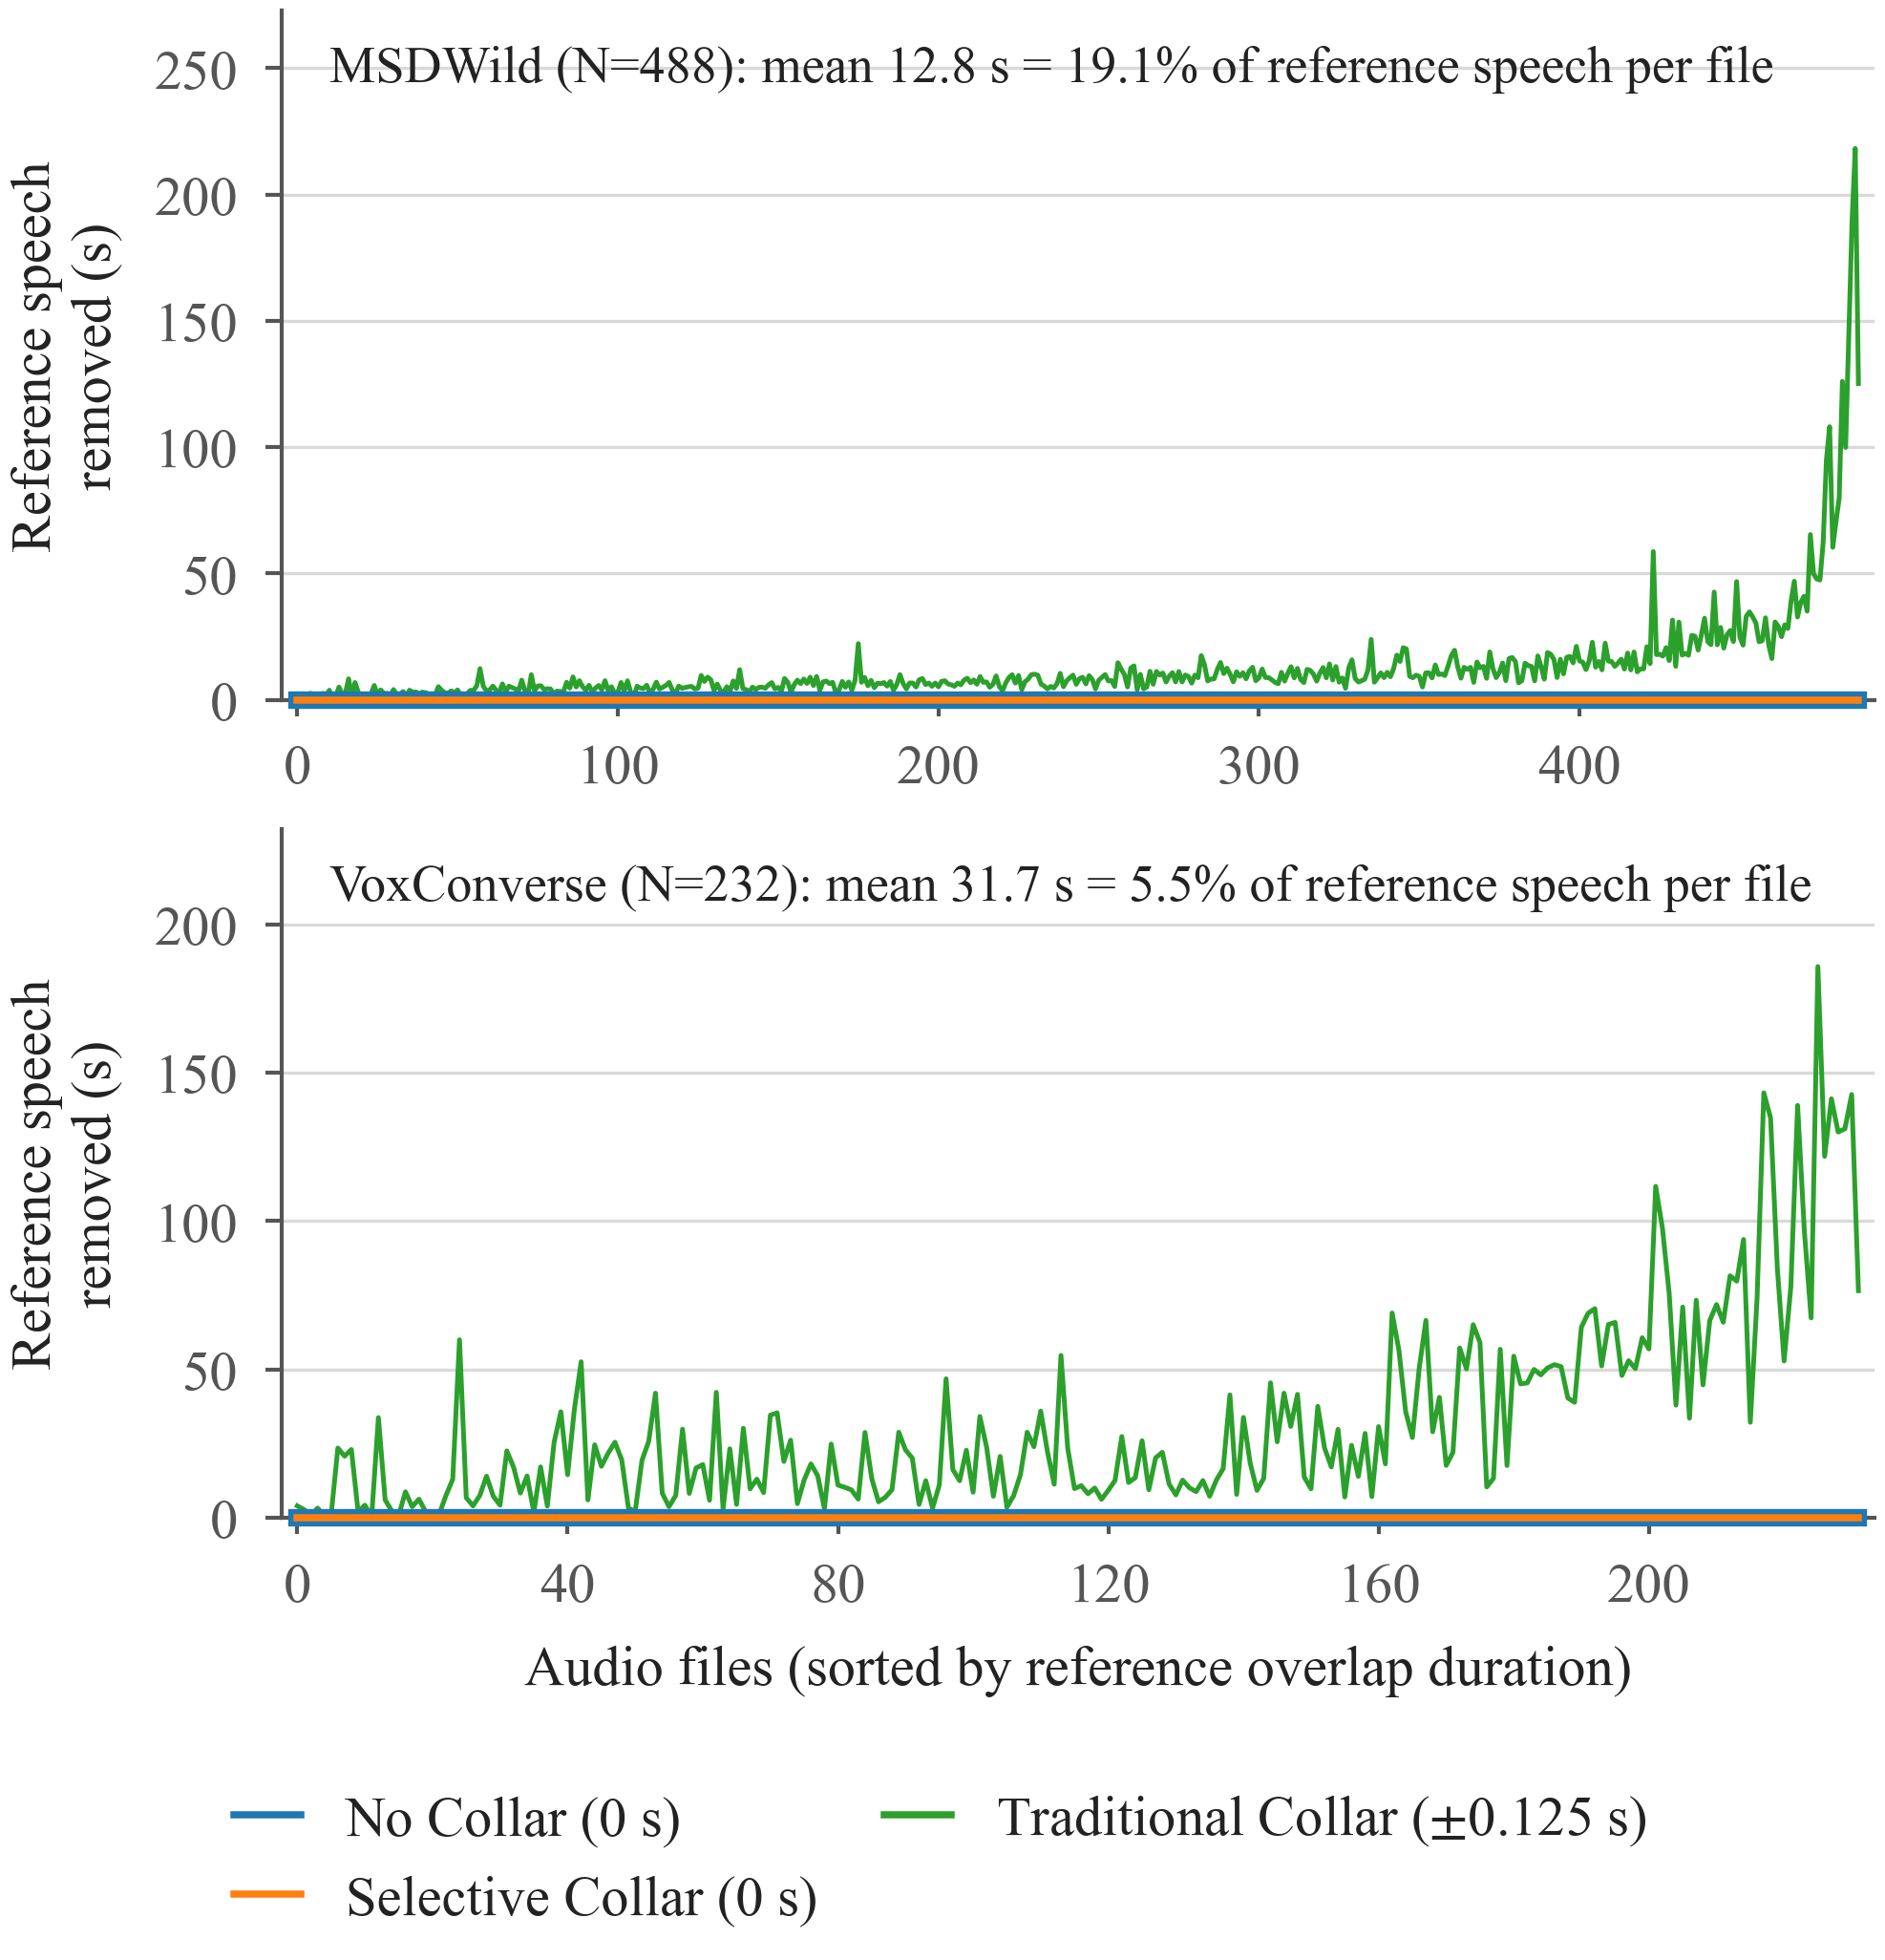 MSDWild (N=488): mean 12.8 s = 19.1% of reference speech per file
250
200
150
100
50
0
Reference speech
removed (s)
0 100 200 300 400
VoxConverse (N=232): mean 31.7 s = 5.5% of reference speech per file
200
150
100
50
0
Reference speech
removed (s)
0 40 80 120 160 200
Audio files (sorted by reference overlap duration)
No Collar (0 s)
Selective Collar (0 s)
Traditional Collar (±0.125 s)